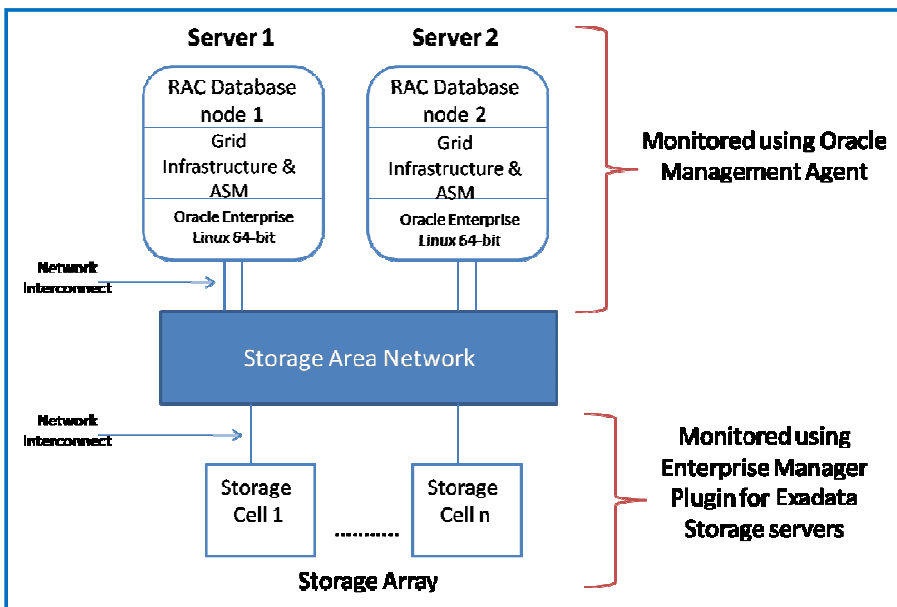 Server 1
Server 2
RAC Database
node 1
Grid
Infrastructure &
ASM
Oracle Enterprise
Linux 64-bit
RAC Database
node 2
Grid
Infrastructure &
ASM
Oracle Enterprise
Linux 64-bit
Monitored using Oracle
Management Agent
Network
Interconnect
Storage Area Network
Network
Interconnect
Storage
Cell 1
...........
Storage
Cell n
Storage Array
Monitored using
Enterprise Manager
Plugin for Exadata
Storage servers